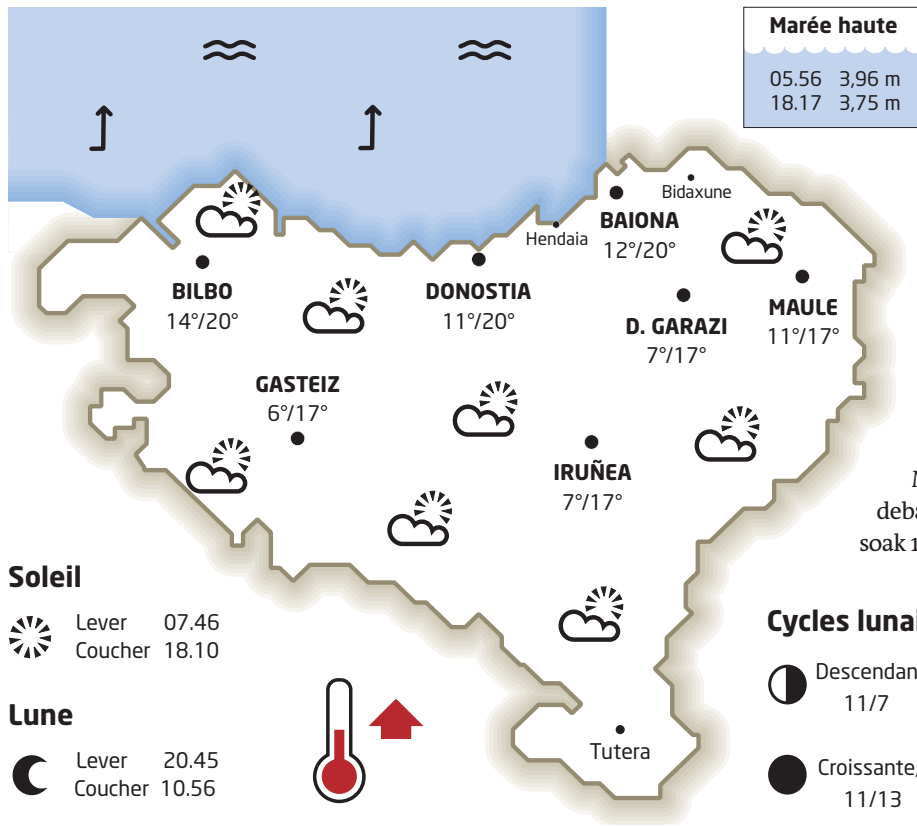 Marée haute
05.56 3,96 m
18.17 3,75 m
Bidaxune
BAIONA
12°/20°
Hendaia
BILBO
14°/20°
DONOSTIA
11°/20°
D. GARAZI
7°/17°
MAULE
11°/17°
GASTEIZ
6°/17°
IRUÑEA
7°/17°
soak 1
Soleil
Lever 07.46
Coucher 18.10
Lune
Lever 20.45
Coucher 10.56
Tutera
Cycles lunai
Descendan
11/7
Croissante,
11/13